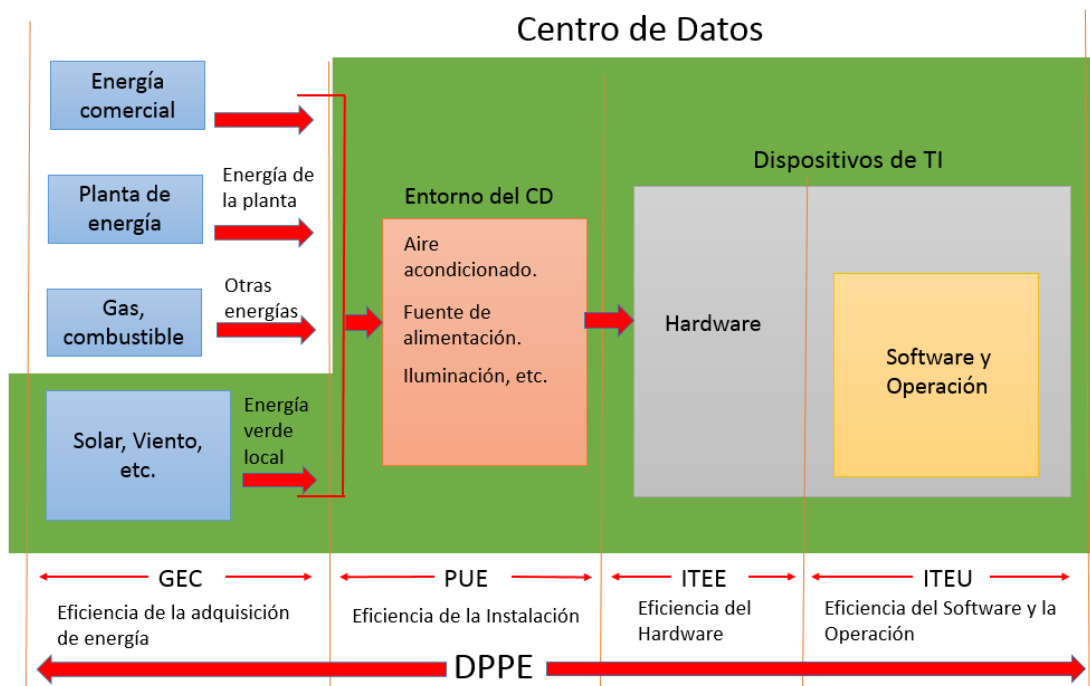 Centro de Datos
Energía
comercial
Planta de
energía
Energía de
la planta
Gas,
combustible
Otras
energías
Solar, Viento,
etc.
Energía
verde
local
Entorno del CD
Aire
acondicionado.
Fuente de
alimentación.
Iluminación, etc.
Dispositivos de TI
Hardware
Software y
Operación
GEC
Eficiencia de la adquisición
de energía
PUE
Eficiencia de la Instalación
ITEE
Eficiencia del
Hardware
ITEU
Eficiencia del Software y la
Operación
DPPE